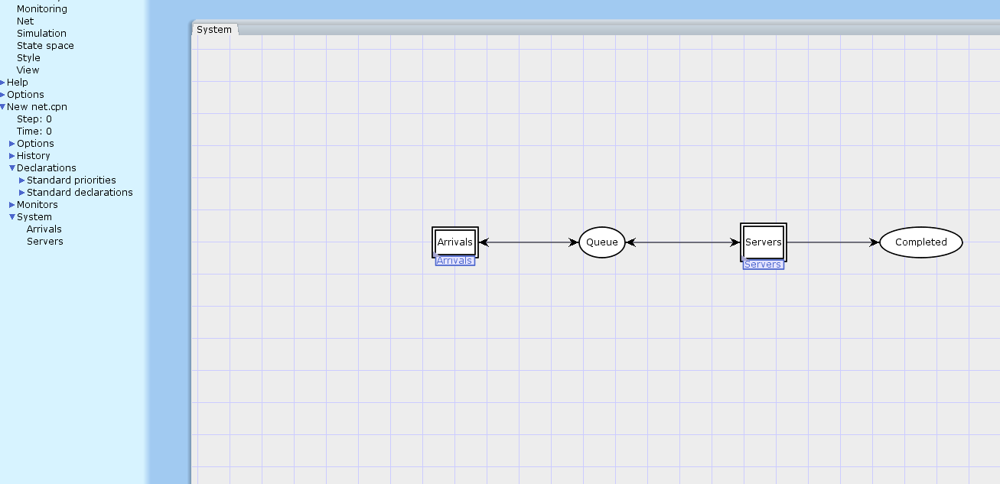 Monitoring
Net
Simulation
State space
Style
View
Help
Options
New net.cpn
Step: 0
Time: 0
Options
History
Declarations
Standard priorities
Standard declarations
Monitors
System
Arrivals
Servers
System
Arrivals
Arrivals
Queue
Servers
Servers
Completed